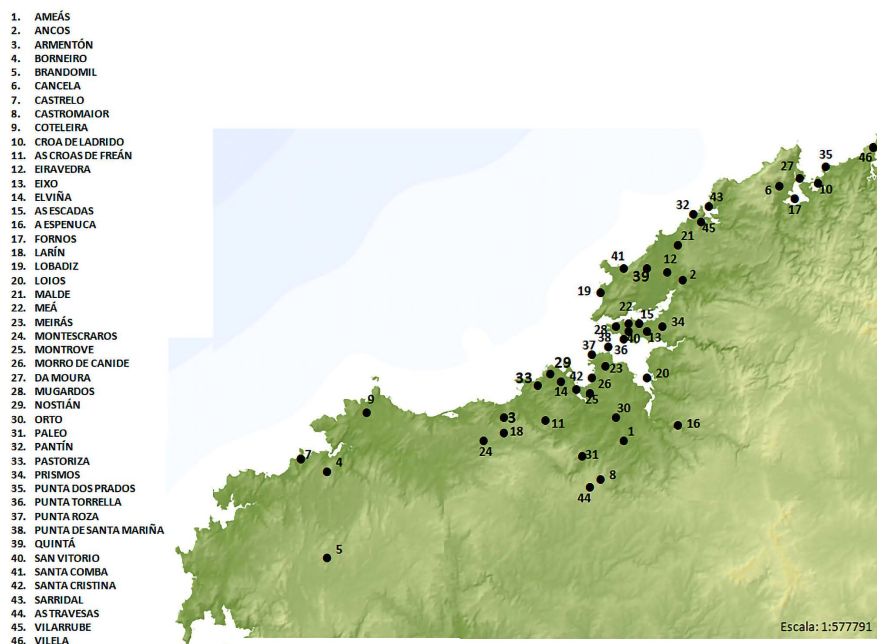 1. AMEÁS
2. ANCOS
3. ARMENTÓN
4. BORNEIRO
5. BRANDOMIL
6. CANCELA
7. CASTRELO
8. CASTROMAIOR
9. COTELEIRA
10. CROA DE LADRIDO
11. AS CROAS DE FREÁN
12. EIRAVEDRA
13. EIXO
14. ELVIÑA
15. AS ESCADAS
16. A ESPENUCA
17. FORNOS
18. LARÍN
19. LOBADIZ
20. LOIOS
21. MALDE
22. MEÁ
23. MEIRÁS
24. MONTESCRAROS
25. MONTROVE
26. MORRO DE CANIDE
27. DA MOURA
28. MUGARDOS
29. NOSTIÁN
30. ORTO
31. PALEO
32. PANTÍN
33. PASTORIZA
34. PRISMOS
35. PUNTA DOS PRADOS
36. PUNTA TORRELLA
37. PUNTA ROZA
38. PUNTA DE SANTA MARIÑA
39. QUINTÁ
40. SAN VITORIO
41. SANTA COMBA
42. SANTA CRISTINA
43. SARRIDAL
44. AS TRAVESAS
45. VILARRUBE
46. VILELA
46
35
27
6
10
17
43
32
45
21
41
12
39
2
19
22
15
28
34
38
40
13
36
37
29
23
33
42
26
20
14
25
9
3
30
11
16
18
1
24
31
7
4
8
44
5
Escala: 1:577791